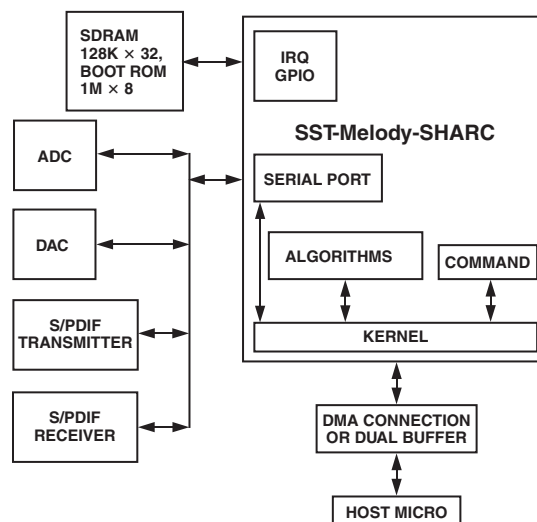 SDRAM
128K × 32,
BOOT ROM
1M × 8
IRQ
GPIO
SST-Melody-SHARC
ADC
SERIAL PORT
DAC
ALGORITHMS
COMMAND
S/PDIF
TRANSMITTER
KERNEL
S/PDIF
RECEIVER
DMA CONNECTION
OR DUAL BUFFER
HOST MICRO